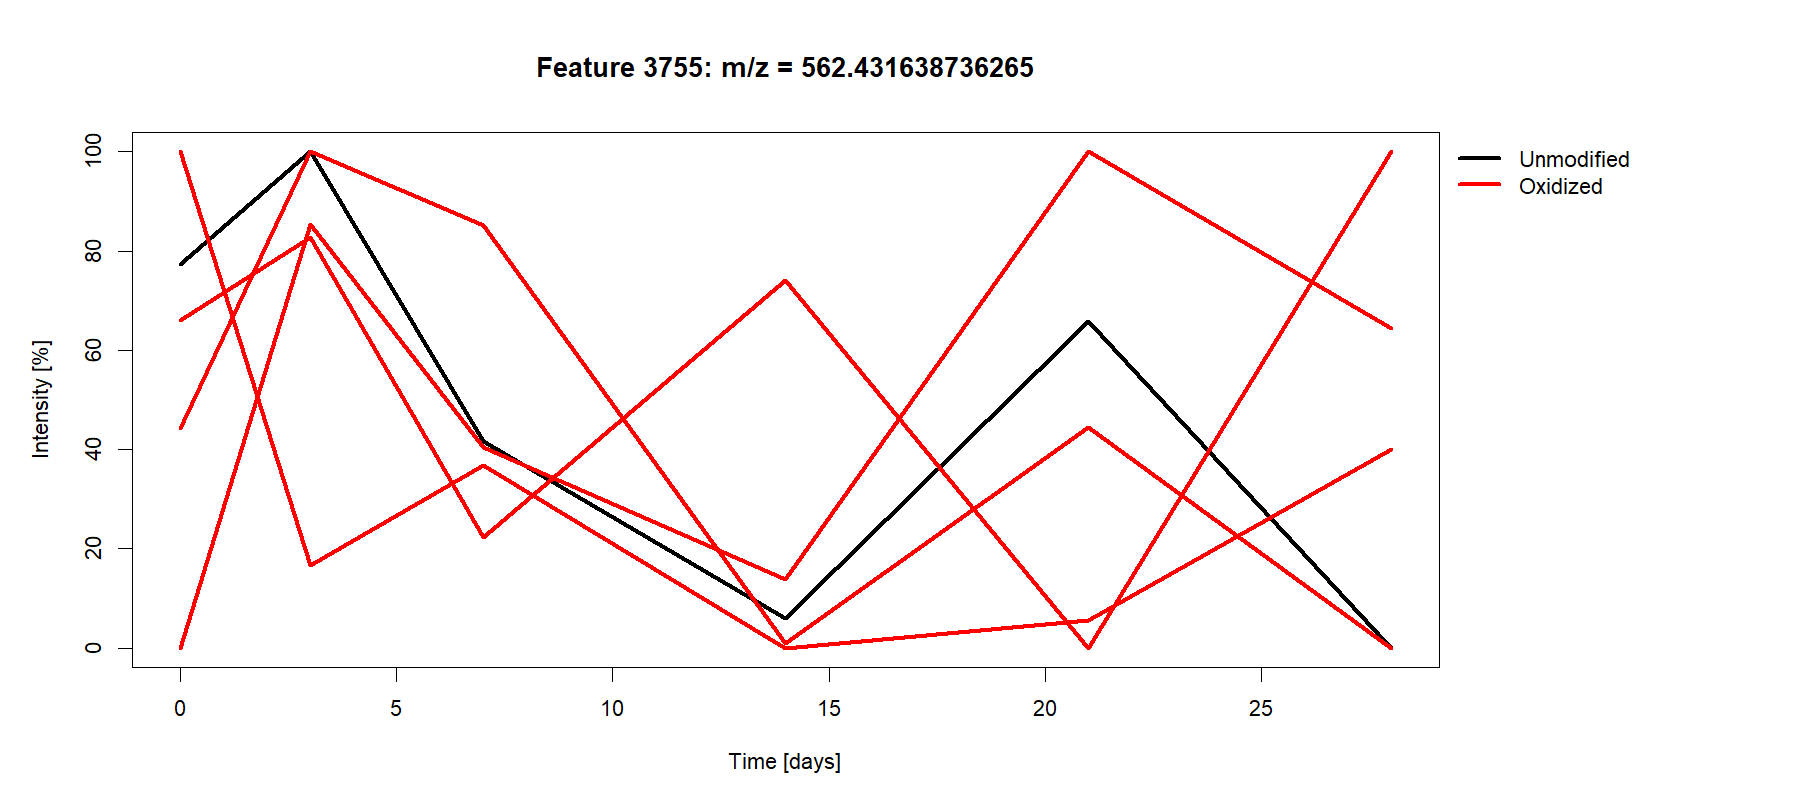 Feature 3755: m/z = 562.431638736265
Unmodified
Oxidized
Intensity [%]
100
80
60
40
20
0
0 5 10 15 20 25
Time [days]